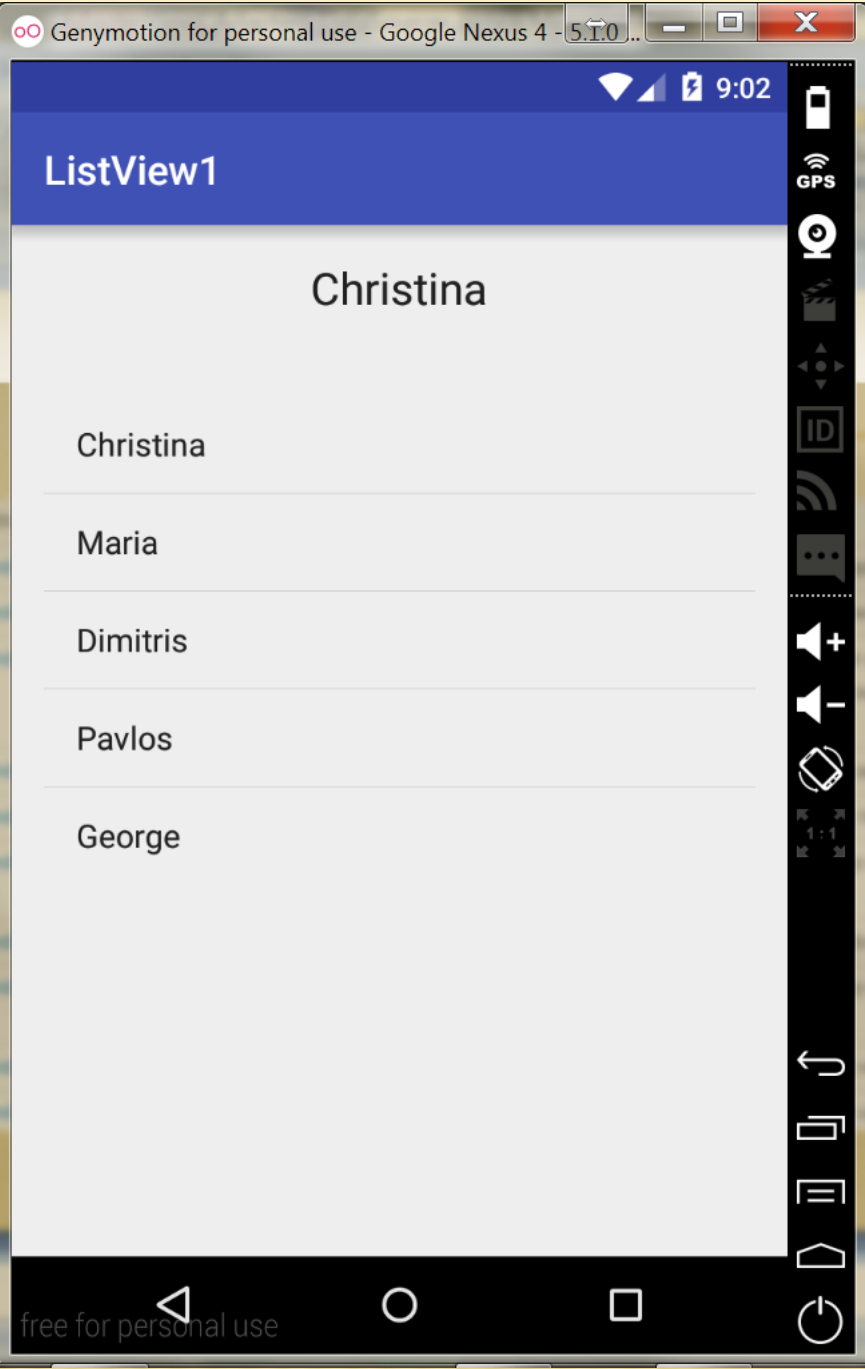 Genymotion for personal use - Google Nexus 4 - 5.1.0 ...
9:02
ListView1
GPS
Christina
Christina
ID
Maria
Dimitris
Pavlos
George
1:1
free for personal use